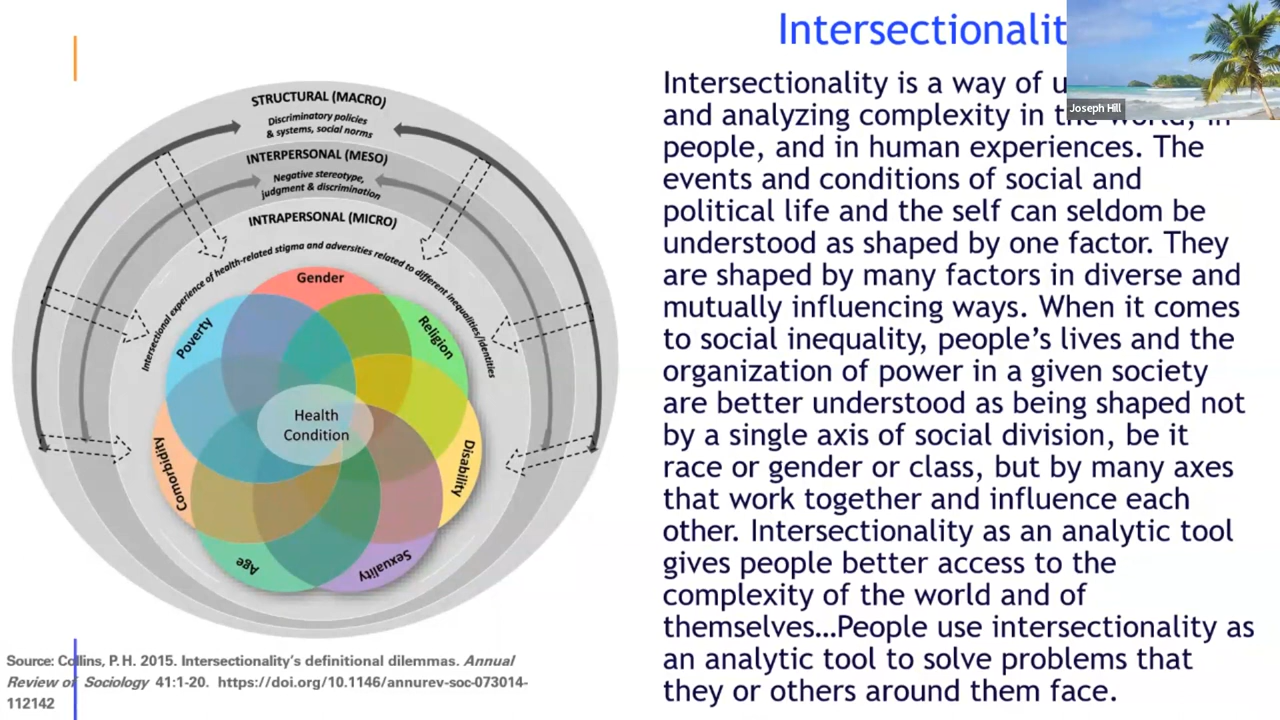 Intersectionalit
Joseph Hill
STRUCTURAL (MACRO)
Discriminatory policies
& systems, social norms
INTERPERSONAL (MESO)
Negative stereotype,
judgment & discrimination
INTRAPERSONAL (MICRO)
Intersectional experience of health-related stigma and adversities related to different inequalities/identities
Gender
Religion
Disability
Sexuality
Age
Comorbidity
Poverty
Health
Condition
Source: Collins, P. H. 2015. Intersectionality's definitional dilemmas. Annual
Review of Sociology 41:1-20. https://doi.org/10.1146/annurev-soc-073014-
112142
Intersectionality is a way of u
and analyzing complexity in the world, in
people, and in human experiences. The
events and conditions of social and
political life and the self can seldom be
understood as shaped by one factor. They
are shaped by many factors in diverse and
mutually influencing ways. When it comes
to social inequality, people's lives and the
organization of power in a given society
are better understood as being shaped not
by a single axis of social division, be it
race or gender or class, but by many axes
that work together and influence each
other. Intersectionality as an analytic tool
gives people better access to the
complexity of the world and of
themselves…People use intersectionality as
an analytic tool to solve problems that
they or others around them face.